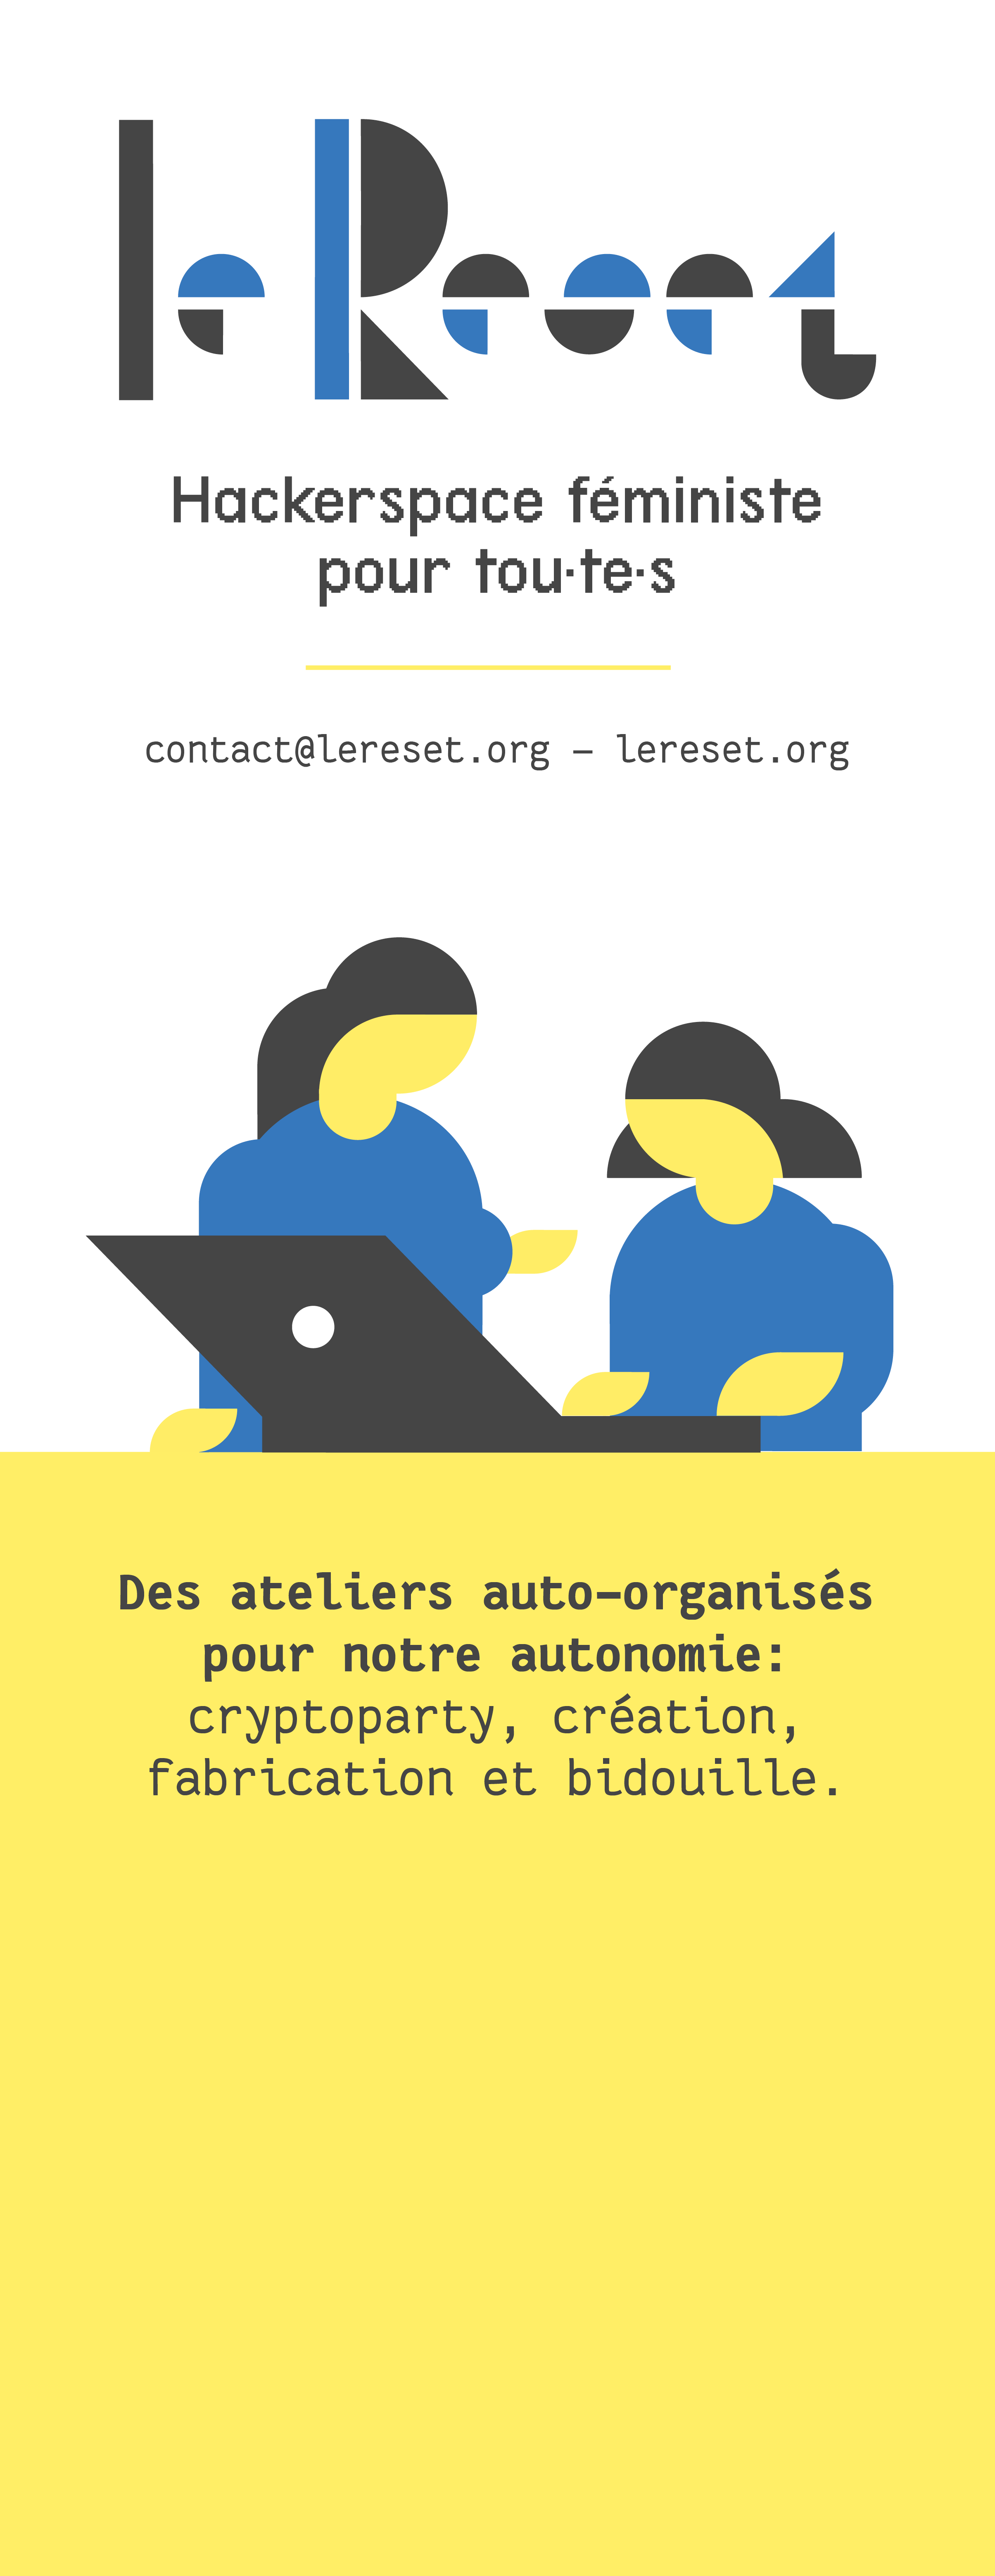 le Reset
Hackerspace féministe
pour tou·te·s
contact@lereset.org – lereset.org
Des ateliers auto-organisés
pour notre autonomie:
cryptoparty, création,
fabrication et bidouille.